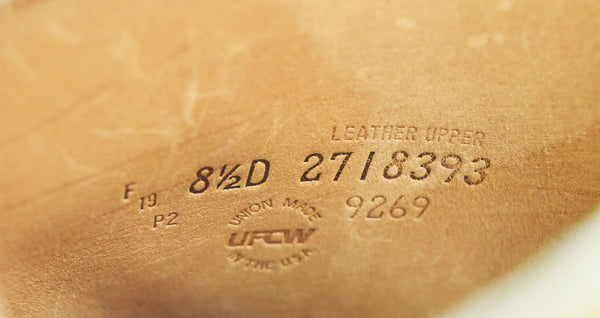 LEATHER UPPER
F 8½D 2718393
19
P2 9269
UNION MADE
UFCW
IN THE U.S.A.